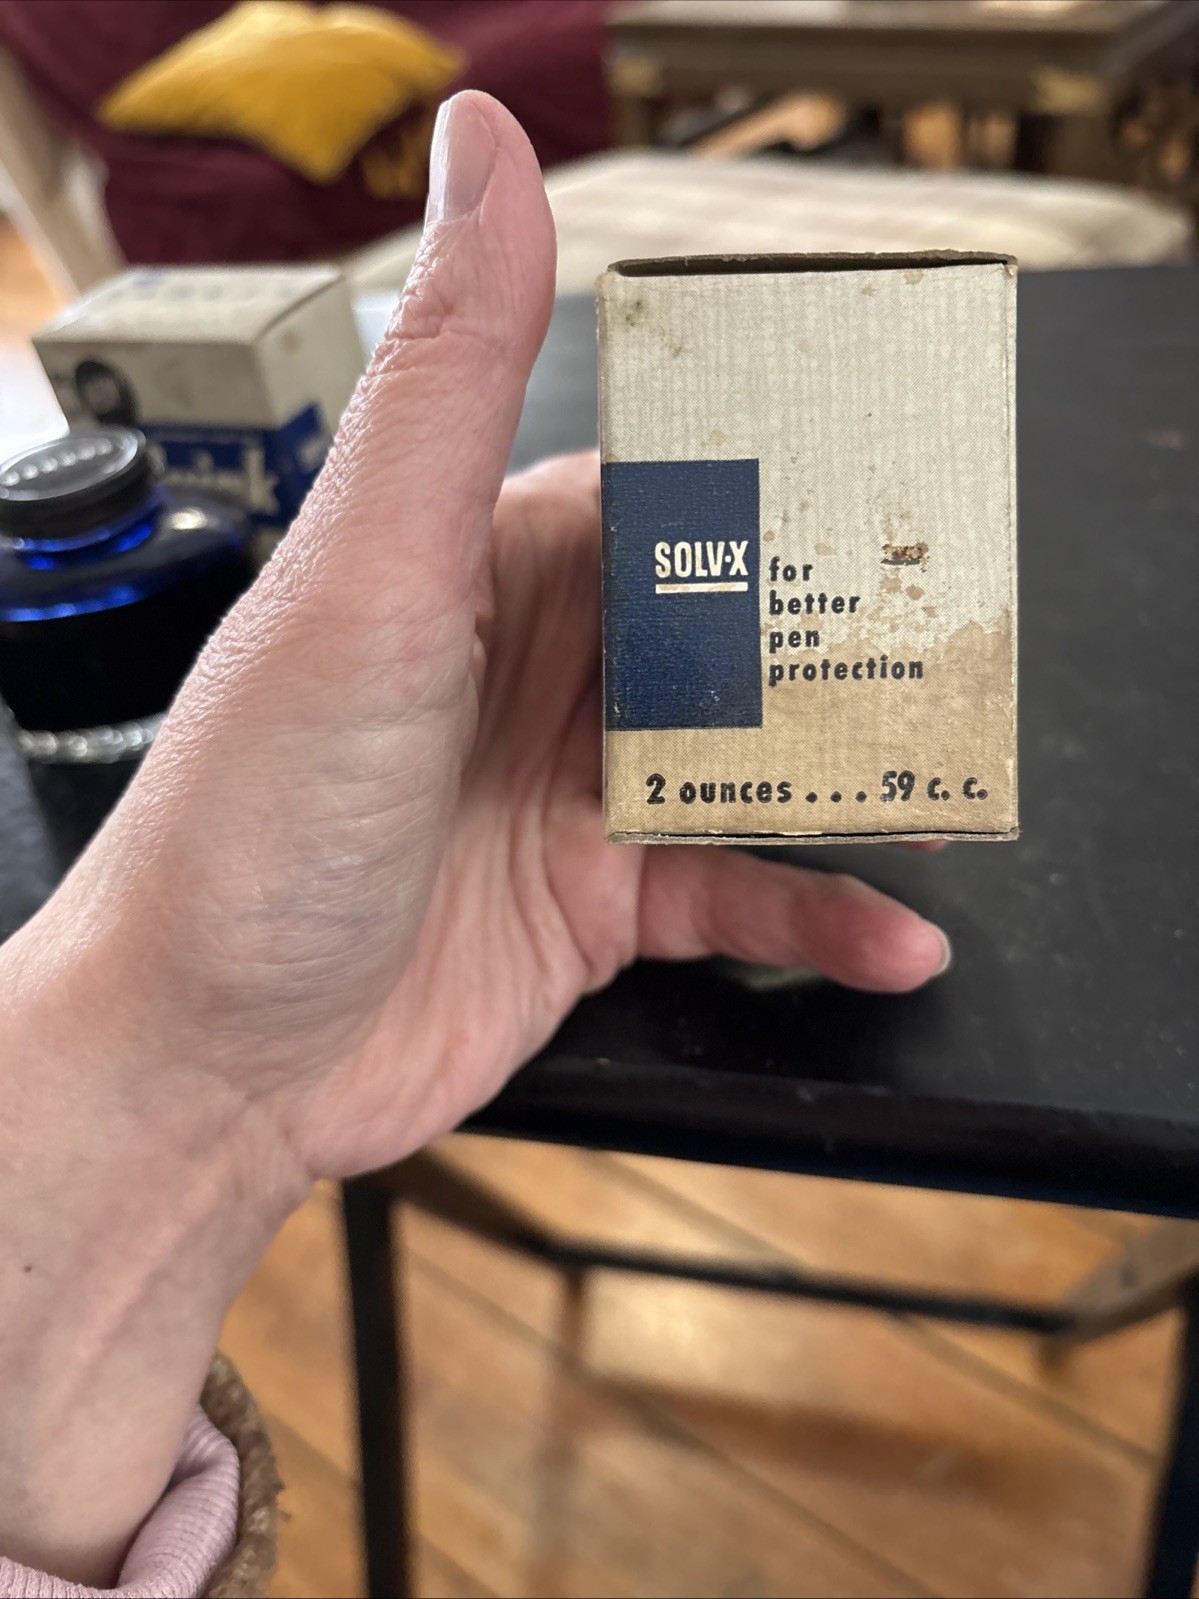 SOLV-X
for
better
pen
protection
2 ounces . . . 59 c. c.